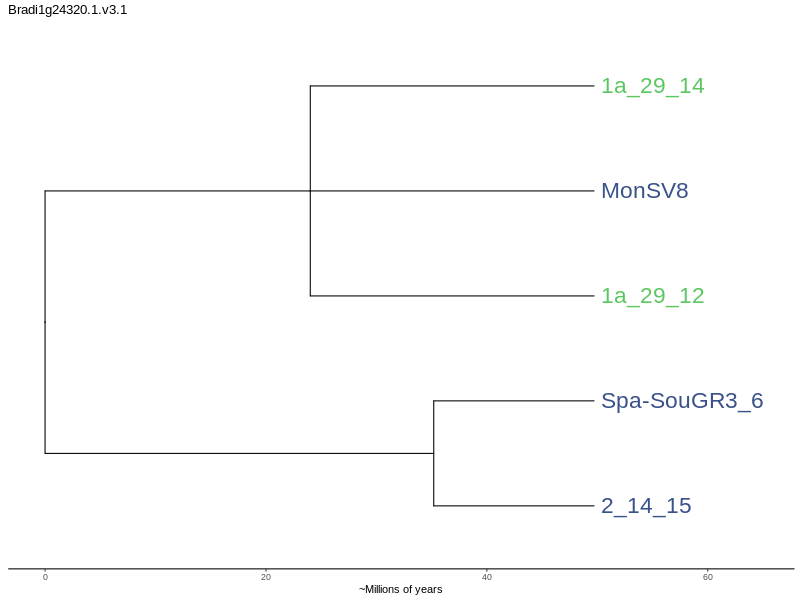 Bradi1g24320.1.v3.1
1a_29_14
MonSV8
1a_29_12
Spa-SouGR3_6
2_14_15
0 20 40 60
~Millions of years